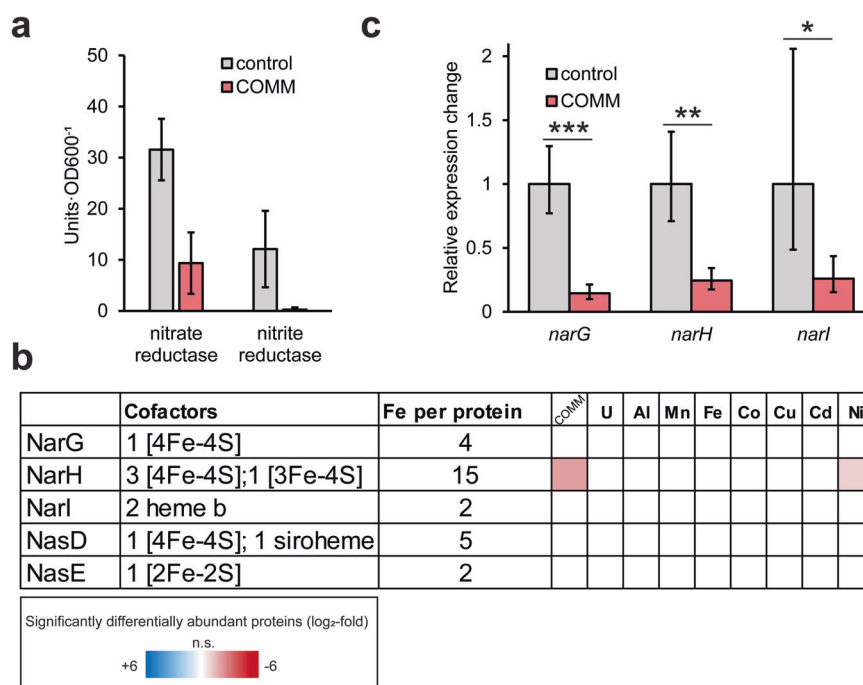 a
50
40
30
20
10
0
Units·OD600⁻¹
control
COMM
nitrate
reductase
nitrite
reductase
c
2
1.5
1
0.5
0
Relative expression change
control
COMM
***
**
*
narG
narH
narI
b
Cofactors Fe per protein COMM U Al Mn Fe Co Cu Cd Ni
NarG 1 [4Fe-4S] 4
NarH 3 [4Fe-4S];1 [3Fe-4S] 15
NarI 2 heme b 2
NasD 1 [4Fe-4S]; 1 siroheme 5
NasE 1 [2Fe-2S] 2
Significantly differentially abundant proteins (log₂-fold)
n.s.
+6 -6